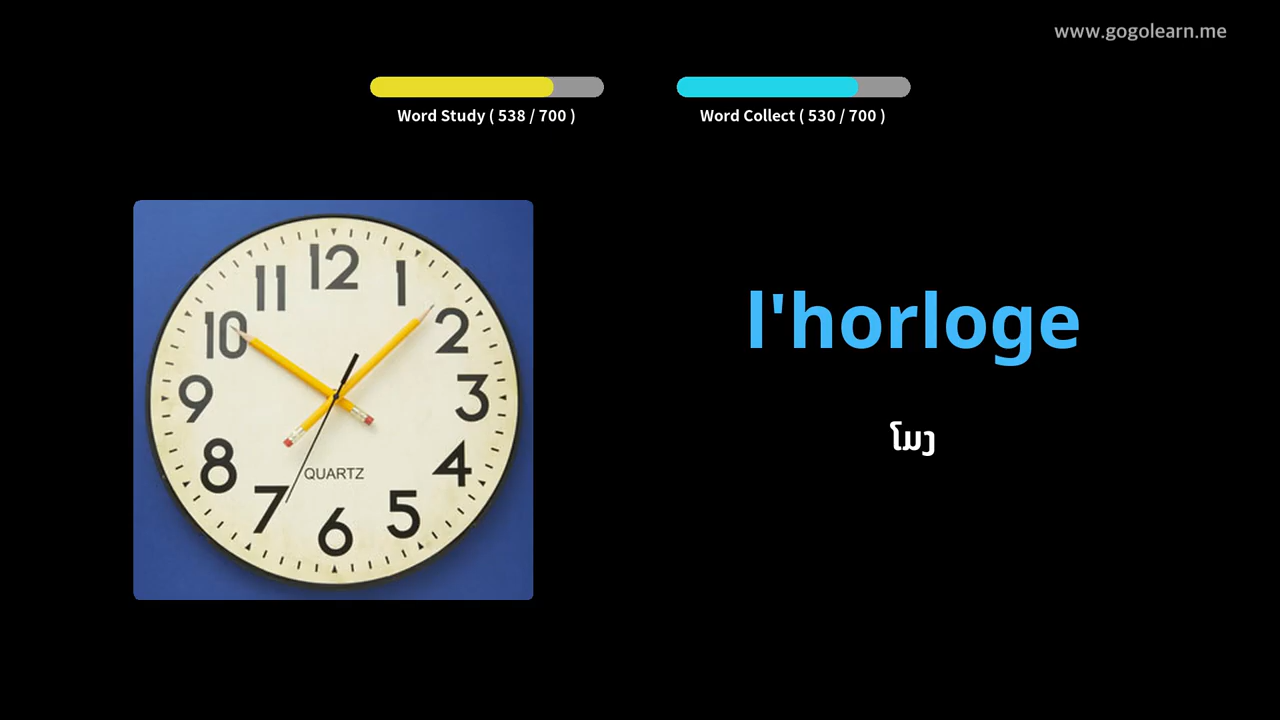 www.gogolearn.me
Word Study ( 538 / 700 )
Word Collect ( 530 / 700 )
12
11
1
10
2
9
3
8
4
QUARTZ
7
5
6
l'horloge
ໂມງ